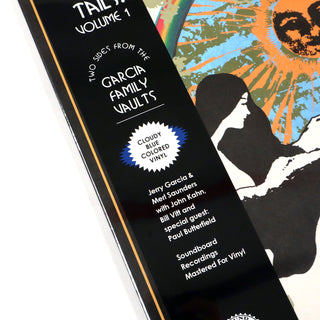 VOLUME 1
TWO SIDES FROM THE
GARCIA
FAMILY
VAULTS
CLOUDY
BLUE
COLORED
VINYL
Jerry Garcia &
Merl Saunders
with John Kahn,
Bill Vitt and
special guest:
Paul Butterfield
Soundboard
Recordings
Mastered For Vinyl